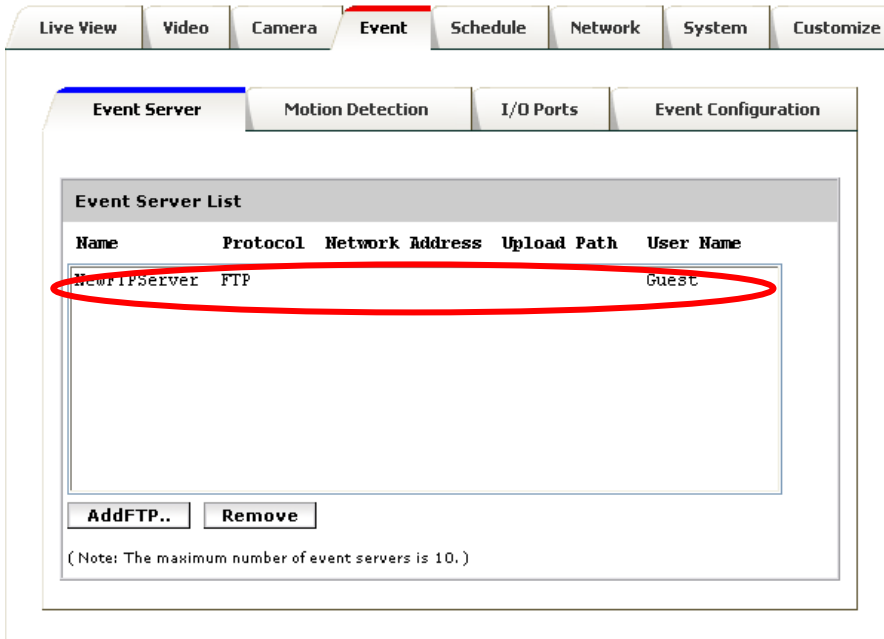 Live View Video Camera Event Schedule Network System Customize
Event Server Motion Detection I/O Ports Event Configuration
Event Server List
Name Protocol Network Address Upload Path User Name
NewFTPServer FTP Guest
AddFTP.. Remove
( Note: The maximum number of event servers is 10. )